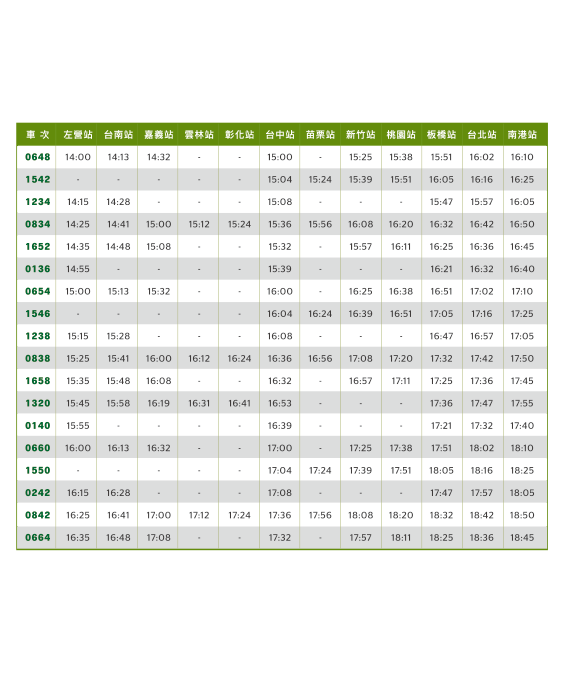 車 次 左營站 台南站 嘉義站 雲林站 彰化站 台中站 苗栗站 新竹站 桃園站 板橋站 台北站 南港站
0648 14:00 14:13 14:32 - - 15:00 - 15:25 15:38 15:51 16:02 16:10
1542 - - - - - 15:04 15:24 15:39 15:51 16:05 16:16 16:25
1234 14:15 14:28 - - - 15:08 - - - 15:47 15:57 16:05
0834 14:25 14:41 15:00 15:12 15:24 15:36 15:56 16:08 16:20 16:32 16:42 16:50
1652 14:35 14:48 15:08 - - 15:32 - 15:57 16:11 16:25 16:36 16:45
0136 14:55 - - - - 15:39 - - - 16:21 16:32 16:40
0654 15:00 15:13 15:32 - - 16:00 - 16:25 16:38 16:51 17:02 17:10
1546 - - - - - 16:04 16:24 16:39 16:51 17:05 17:16 17:25
1238 15:15 15:28 - - - 16:08 - - - 16:47 16:57 17:05
0838 15:25 15:41 16:00 16:12 16:24 16:36 16:56 17:08 17:20 17:32 17:42 17:50
1658 15:35 15:48 16:08 - - 16:32 - 16:57 17:11 17:25 17:36 17:45
1320 15:45 15:58 16:19 16:31 16:41 16:53 - - - 17:36 17:47 17:55
0140 15:55 - - - - 16:39 - - - 17:21 17:32 17:40
0660 16:00 16:13 16:32 - - 17:00 - 17:25 17:38 17:51 18:02 18:10
1550 - - - - - 17:04 17:24 17:39 17:51 18:05 18:16 18:25
0242 16:15 16:28 - - - 17:08 - - - 17:47 17:57 18:05
0842 16:25 16:41 17:00 17:12 17:24 17:36 17:56 18:08 18:20 18:32 18:42 18:50
0664 16:35 16:48 17:08 - - 17:32 - 17:57 18:11 18:25 18:36 18:45